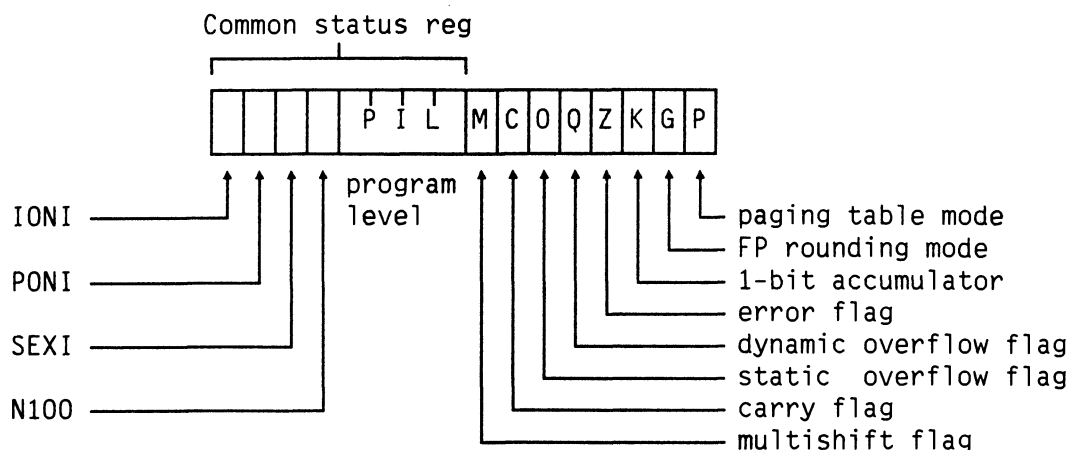 Common status reg
P I L M C O Q Z K G P
program
level
IONI
PONI
SEXI
N100
paging table mode
FP rounding mode
1-bit accumulator
error flag
dynamic overflow flag
static overflow flag
carry flag
multishift flag